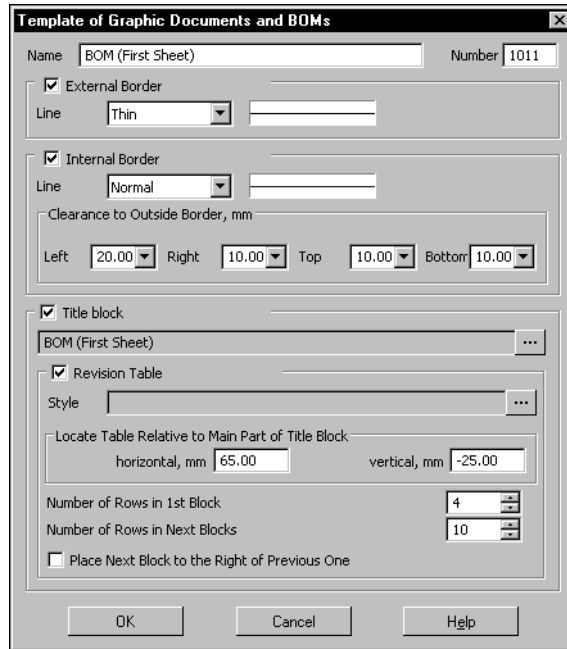 Template of Graphic Documents and BOMs
Name BOM (First Sheet) Number 1011
External Border
Line Thin
Internal Border
Line Normal
Clearance to Outside Border, mm
Left 20.00 Right 10.00 Top 10.00 Bottom 10.00
Title block
BOM (First Sheet) ...
Revision Table
Style ...
Locate Table Relative to Main Part of Title Block
horizontal, mm 65.00 vertical, mm -25.00
Number of Rows in 1st Block 4
Number of Rows in Next Blocks 10
Place Next Block to the Right of Previous One
OK Cancel Help